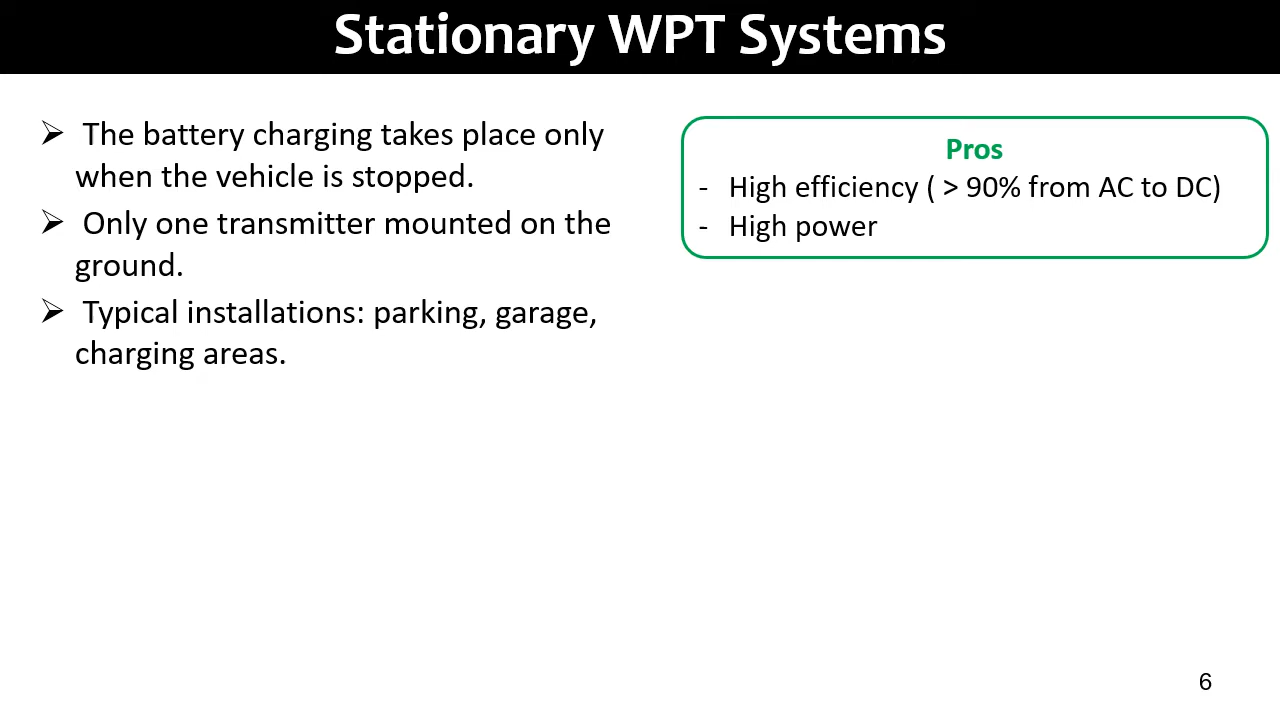 Stationary WPT Systems
➢ The battery charging takes place only
when the vehicle is stopped.
➢ Only one transmitter mounted on the
ground.
➢ Typical installations: parking, garage,
charging areas.
Pros
- High efficiency ( > 90% from AC to DC)
- High power
6